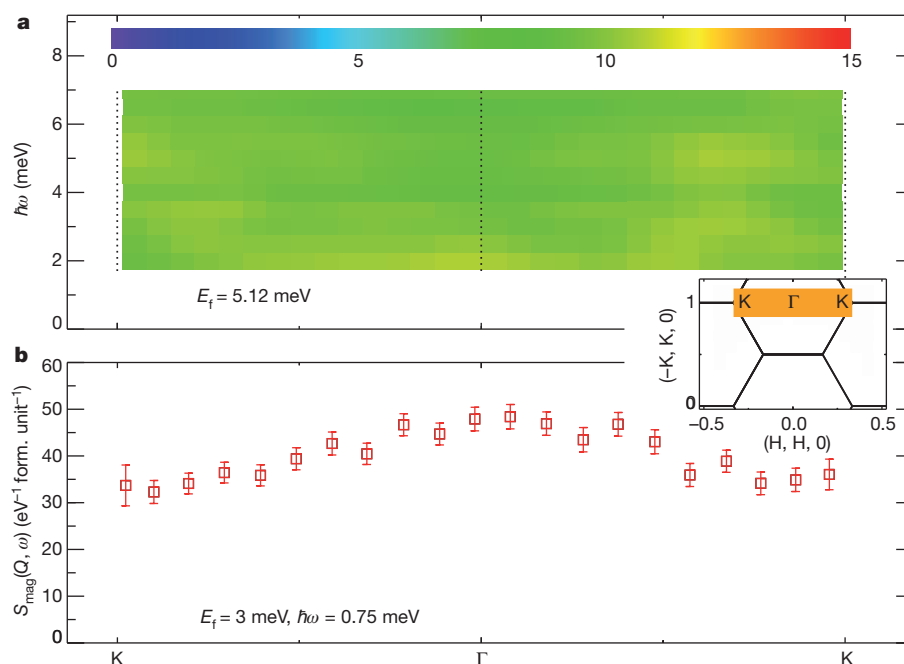 a
8
6
4
2
0
ħω (meV)
0 5 10 15
E_f = 5.12 meV
K Γ K
1
0
(−K, K, 0)
−0.5 0.0 0.5
(H, H, 0)
b
60
50
40
30
20
10
0
S_mag(Q, ω) (eV⁻¹ form. unit⁻¹)
E_f = 3 meV, ħω = 0.75 meV
K Γ K